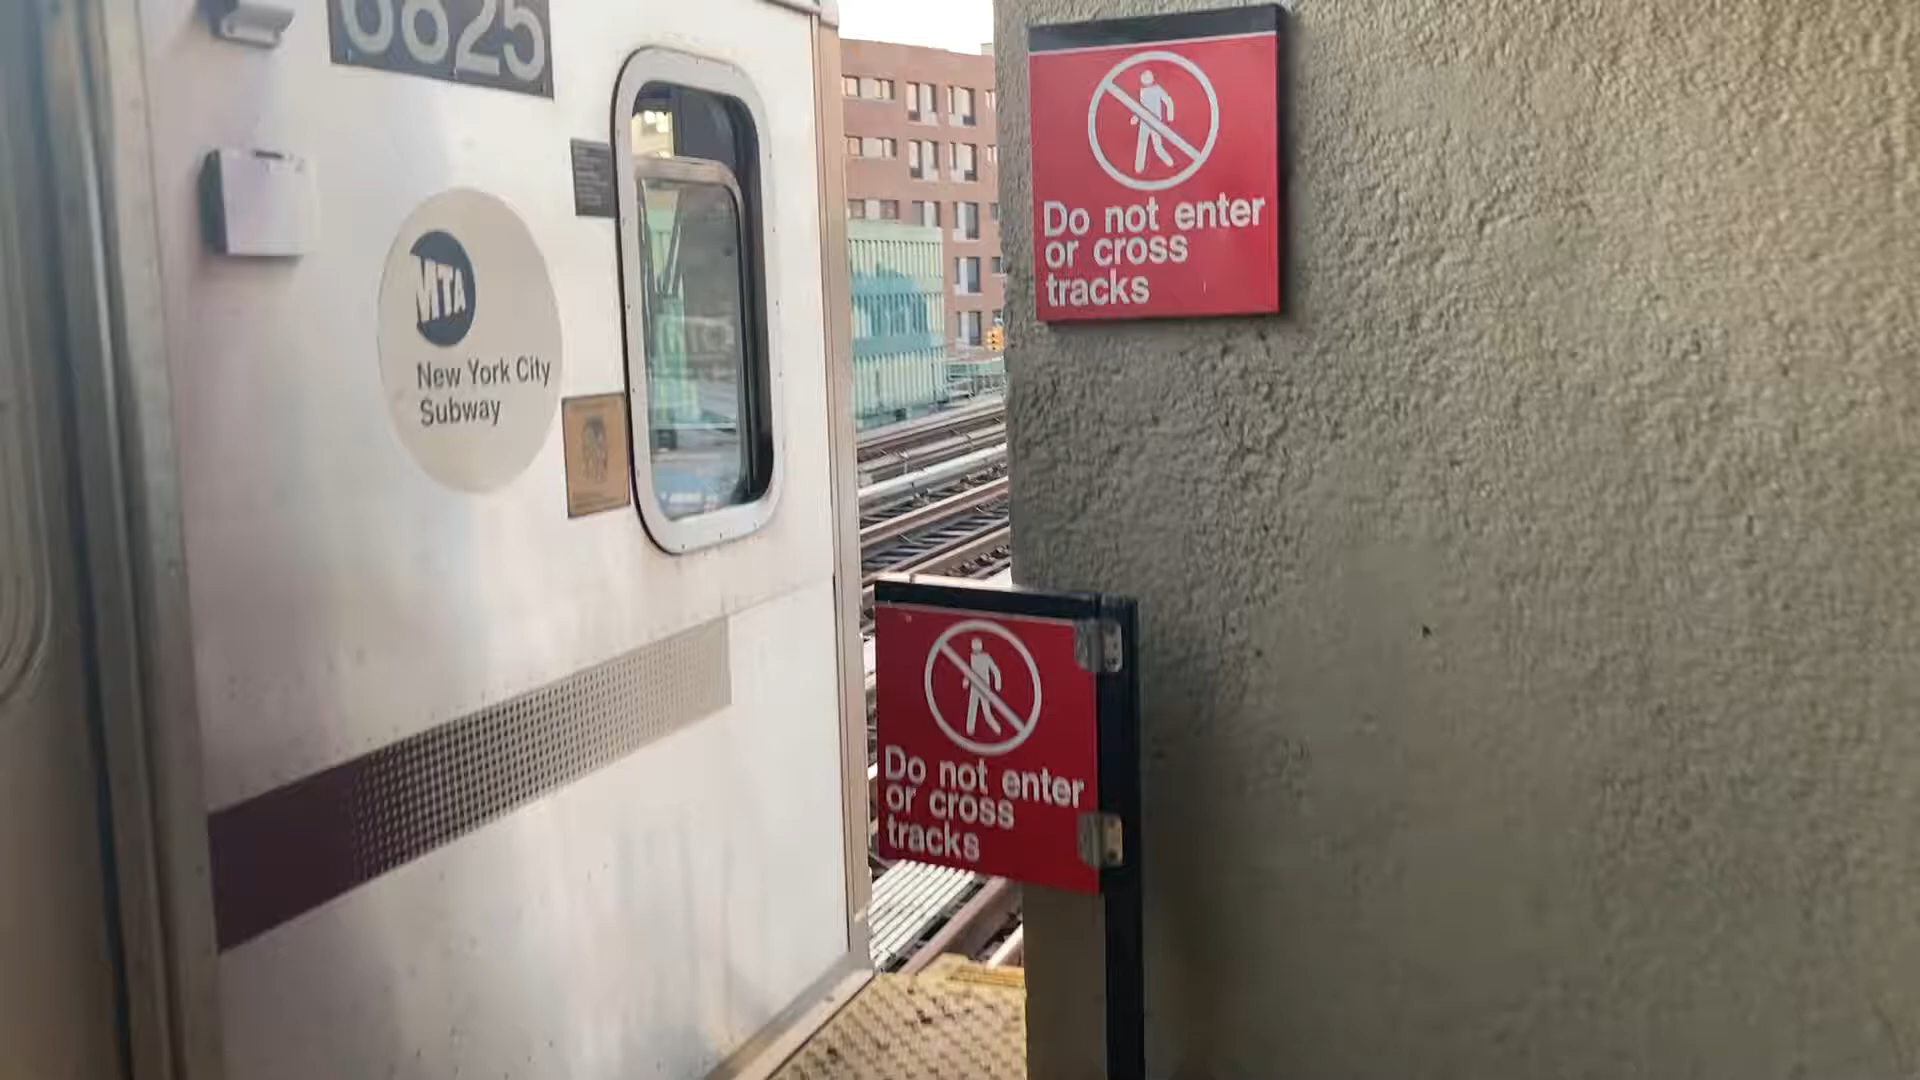 6825
MTA
New York City
Subway
Do not enter
or cross
tracks
Do not enter
or cross
tracks